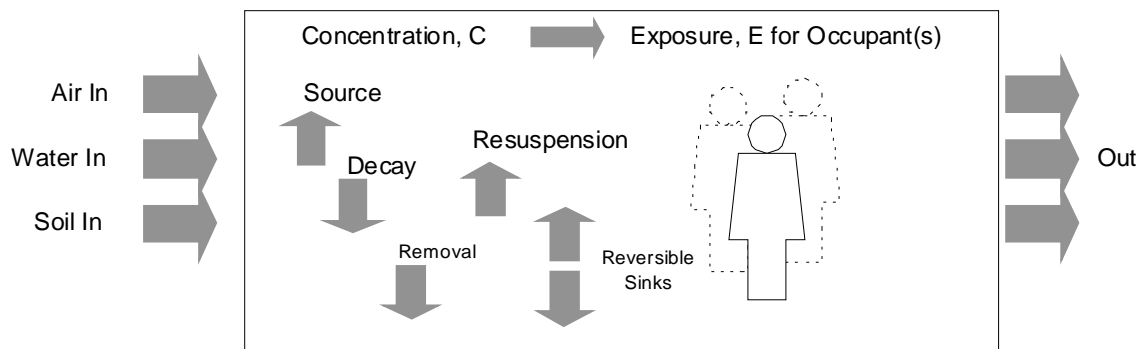 Concentration, C
Exposure, E for Occupant(s)
Air In
Source
Resuspension
Water In
Decay
Out
Soil In
Removal
Reversible
Sinks